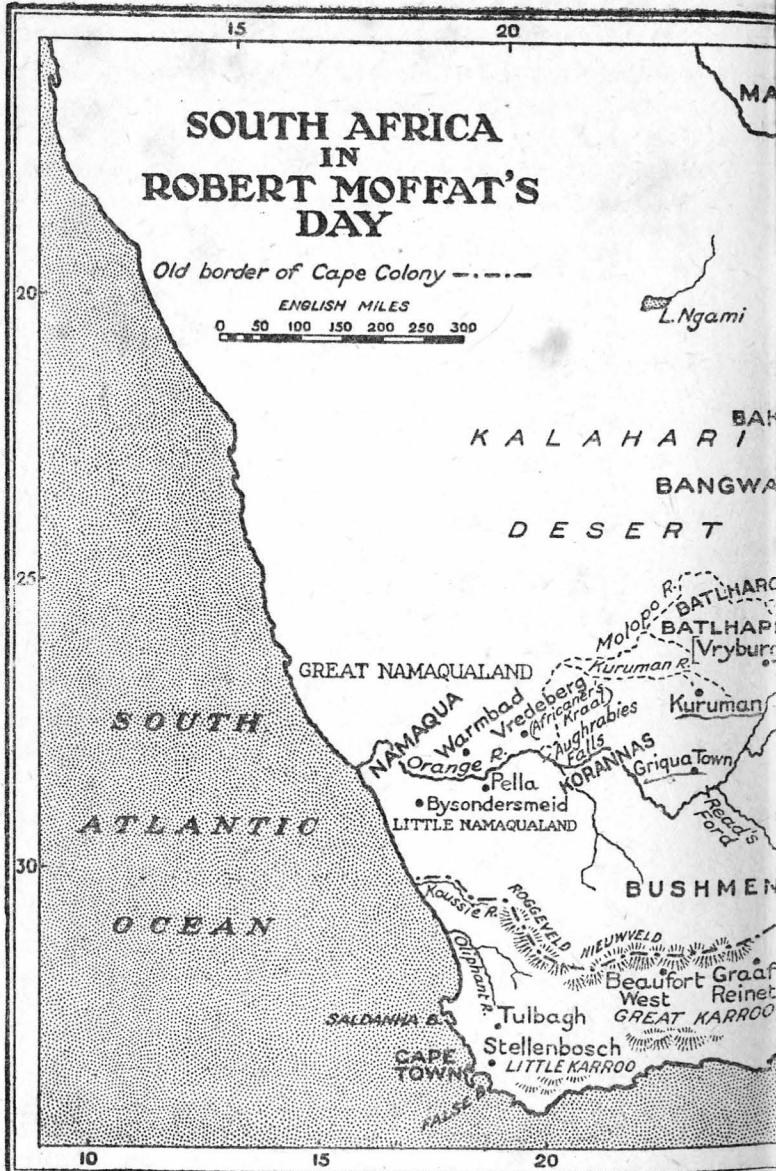 15 20
SOUTH AFRICA
IN
ROBERT MOFFAT'S
DAY
Old border of Cape Colony
ENGLISH MILES
0 50 100 150 200 250 300
MA
20
L. Ngami
KALAHARI
BAK
BANGWA
DESERT
25
Molopo R.
BATLHARO
BATLHAPI
Vryburg
Kuruman R.
Kuruman
GREAT NAMAQUALAND
NAMAQUA
Warmbad
Vredeberg
(Africaner's
Kraal)
Aughrabies
Falls
Orange R.
KORANNAS
Griqua Town
Pella
Bysondersmeid
LITTLE NAMAQUALAND
Read's
Ford
SOUTH
ATLANTIC
OCEAN
30
BUSHMEN
Koussie R.
ROGGEVELD
NIEUWVELD
Oliphant R.
Beaufort
West
Graaf
Reinet
GREAT KARROO
SALDANHA B.
Tulbagh
Stellenbosch
CAPE
TOWN
LITTLE KARROO
FALSE B.
10 15 20